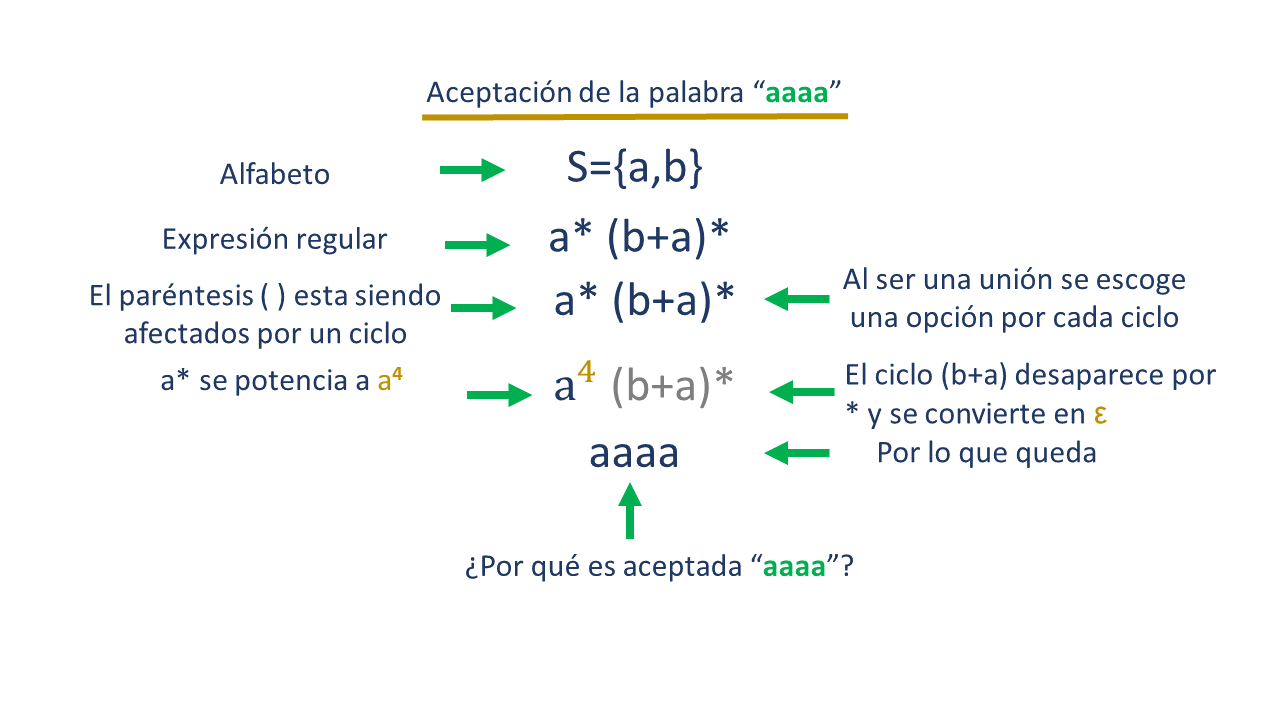 Aceptación de la palabra “aaaa”
Alfabeto
S={a,b}
Expresión regular
a* (b+a)*
El paréntesis ( ) esta siendo
afectados por un ciclo
a* (b+a)*
Al ser una unión se escoge
una opción por cada ciclo
a* se potencia a a⁴
a⁴ (b+a)*
El ciclo (b+a) desaparece por
* y se convierte en ε
aaaa
Por lo que queda
¿Por qué es aceptada “aaaa”?